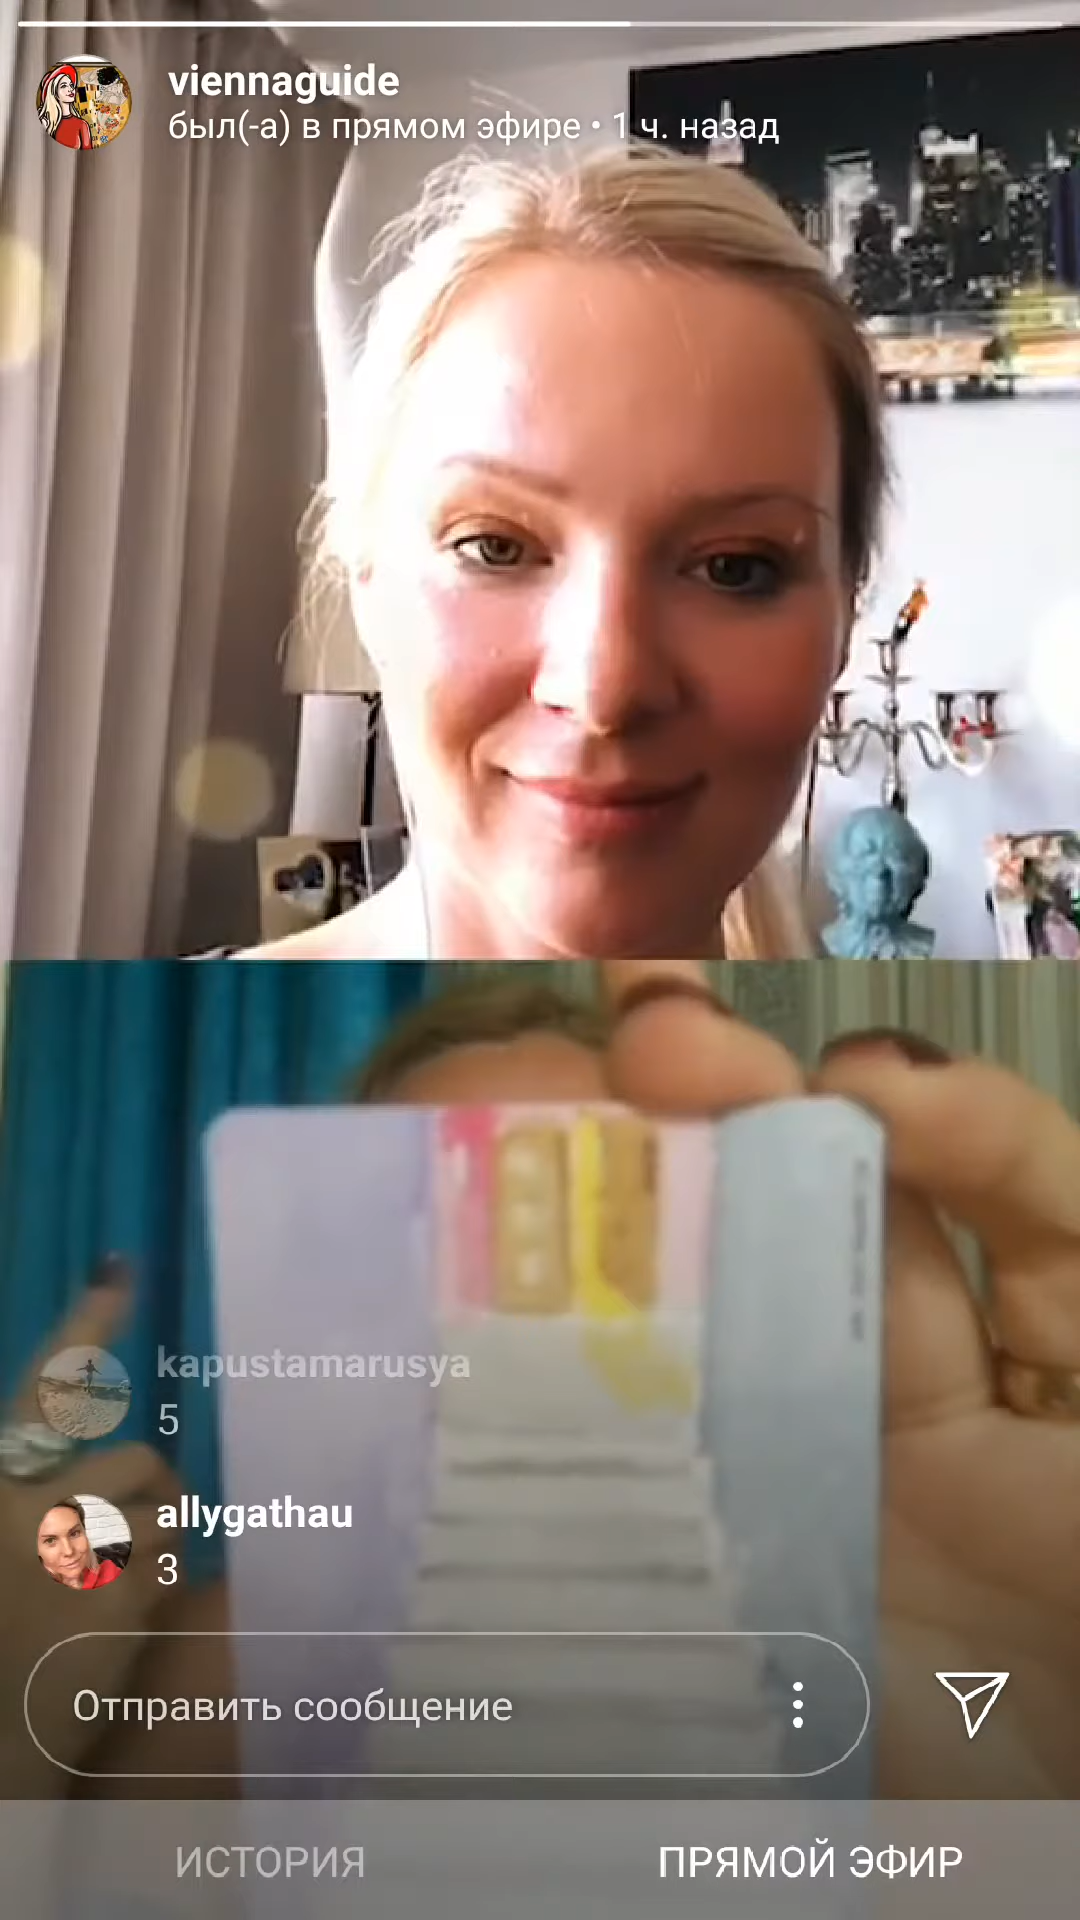 viennaguide
был(-а) в прямом эфире • 1 ч. назад
kapustamarusya
5
allygathau
3
Отправить сообщение
ИСТОРИЯ
ПРЯМОЙ ЭФИР